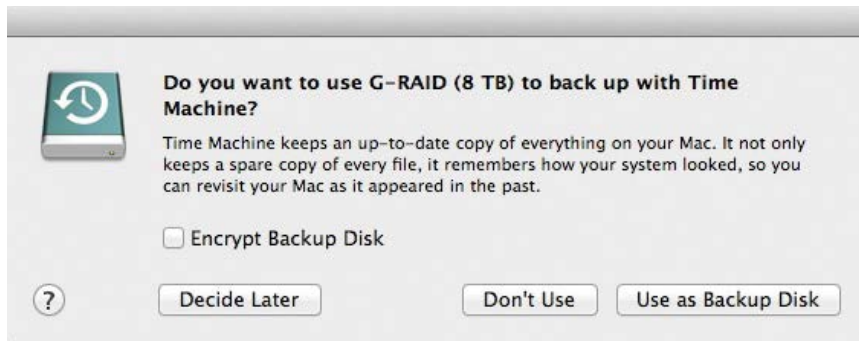 Do you want to use G-RAID (8 TB) to back up with Time
Machine?
Time Machine keeps an up-to-date copy of everything on your Mac. It not only
keeps a spare copy of every file, it remembers how your system looked, so you
can revisit your Mac as it appeared in the past.
Encrypt Backup Disk
? Decide Later Don't Use Use as Backup Disk